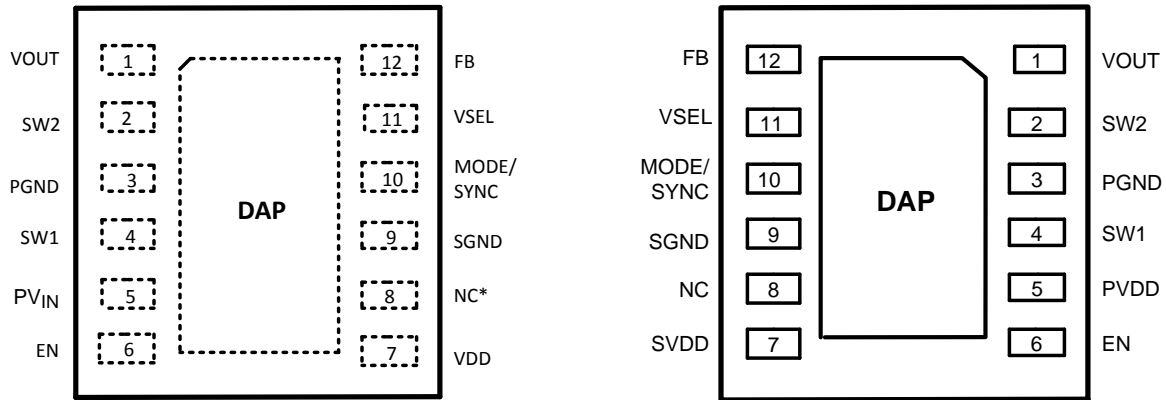 VOUT 1 12 FB
SW2 2 11 VSEL
PGND 3 10 MODE/
SYNC
DAP
SW1 4 9 SGND
PVIN 5 8 NC*
EN 6 7 VDD
FB 12 1 VOUT
VSEL 11 2 SW2
MODE/
SYNC 10 3 PGND
DAP
SGND 9 4 SW1
NC 8 5 PVDD
SVDD 7 6 EN